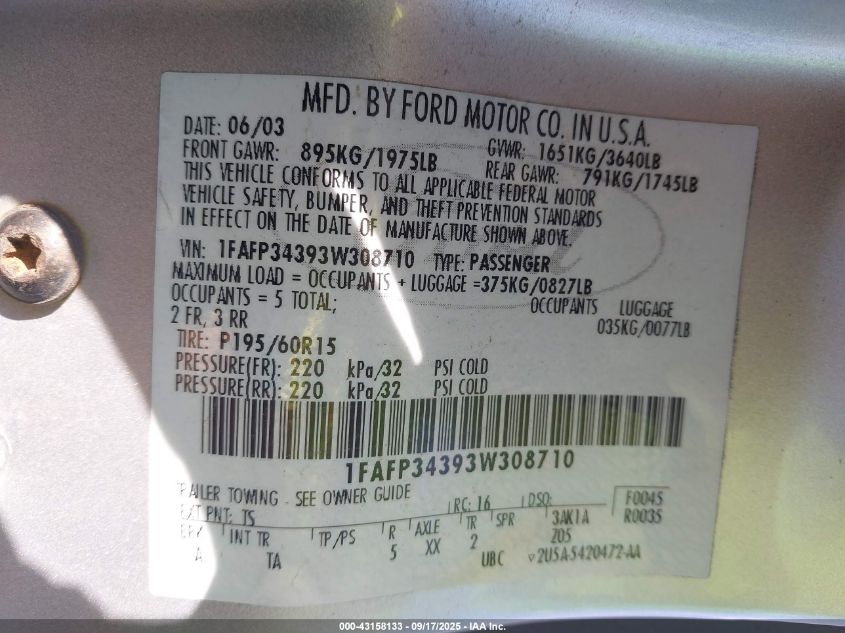 MFD. BY FORD MOTOR CO. IN U.S.A.
DATE: 06/03 GVWR: 1651KG/3640LB
FRONT GAWR: 895KG/1975LB REAR GAWR: 791KG/1745LB
THIS VEHICLE CONFORMS TO ALL APPLICABLE FEDERAL MOTOR
VEHICLE SAFETY, BUMPER, AND THEFT PREVENTION STANDARDS
IN EFFECT ON THE DATE OF MANUFACTURE SHOWN ABOVE.
VIN: 1FAFP34393W308710 TYPE: PASSENGER
MAXIMUM LOAD = OCCUPANTS + LUGGAGE =375KG/0827LB
OCCUPANTS = 5 TOTAL; OCCUPANTS LUGGAGE
2 FR, 3 RR 035KG/0077LB
TIRE: P195/60R15
PRESSURE(FR): 220 kPa/32 PSI COLD
PRESSURE(RR): 220 kPa/32 PSI COLD
1FAFP34393W308710
TRAILER TOWING - SEE OWNER GUIDE
EXT PNT: TS RC: 16 DSO: F0045
INT TR TP/PS R AXLE TR SPR 3AK1A R0035
A TA 5 XX 2 Z05
UBC 2U5A-5420472-AA
000-43158133 - 09/17/2025 - IAA Inc.